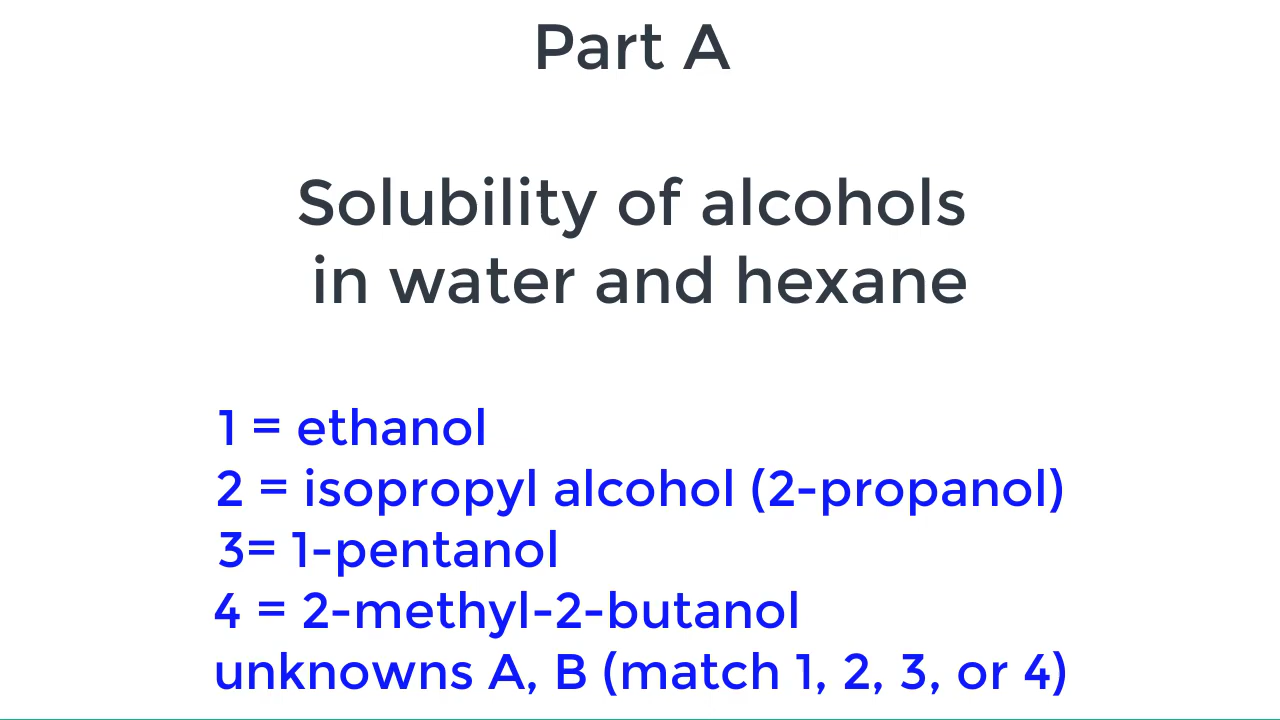 Part A
Solubility of alcohols
in water and hexane
1 = ethanol
2 = isopropyl alcohol (2-propanol)
3= 1-pentanol
4 = 2-methyl-2-butanol
unknowns A, B (match 1, 2, 3, or 4)